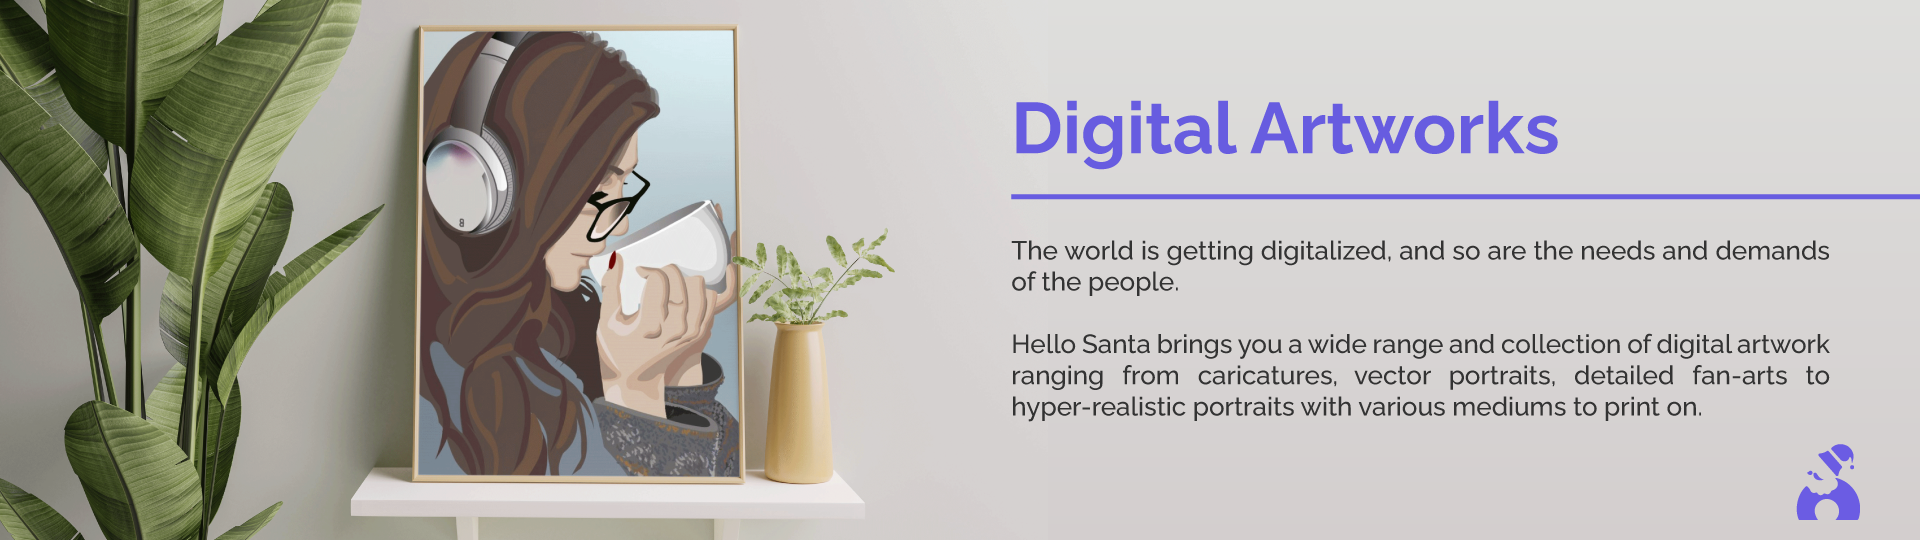 Digital Artworks
The world is getting digitalized, and so are the needs and demands
of the people.
Hello Santa brings you a wide range and collection of digital artwork
ranging from caricatures, vector portraits, detailed fan-arts to
hyper-realistic portraits with various mediums to print on.